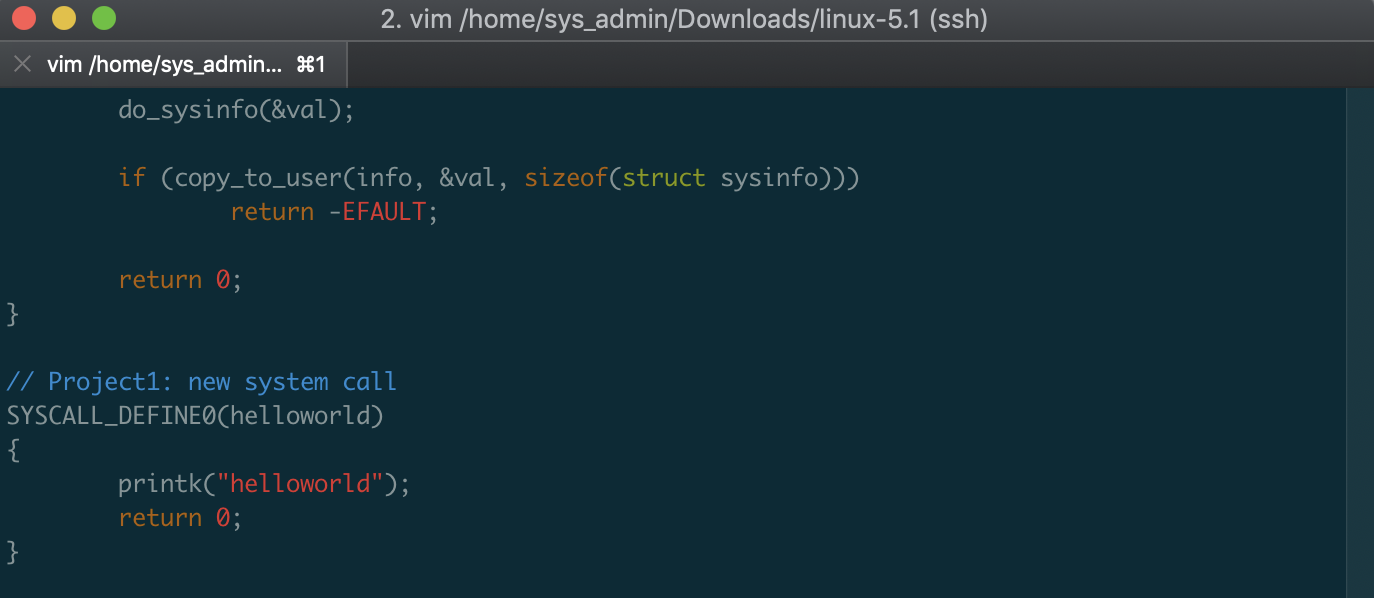 2. vim /home/sys_admin/Downloads/linux-5.1 (ssh)
vim /home/sys_admin... ⌘1
do_sysinfo(&val);
if (copy_to_user(info, &val, sizeof(struct sysinfo)))
return -EFAULT;
return 0;
}
// Project1: new system call
SYSCALL_DEFINE0(helloworld)
{
printk("helloworld");
return 0;
}